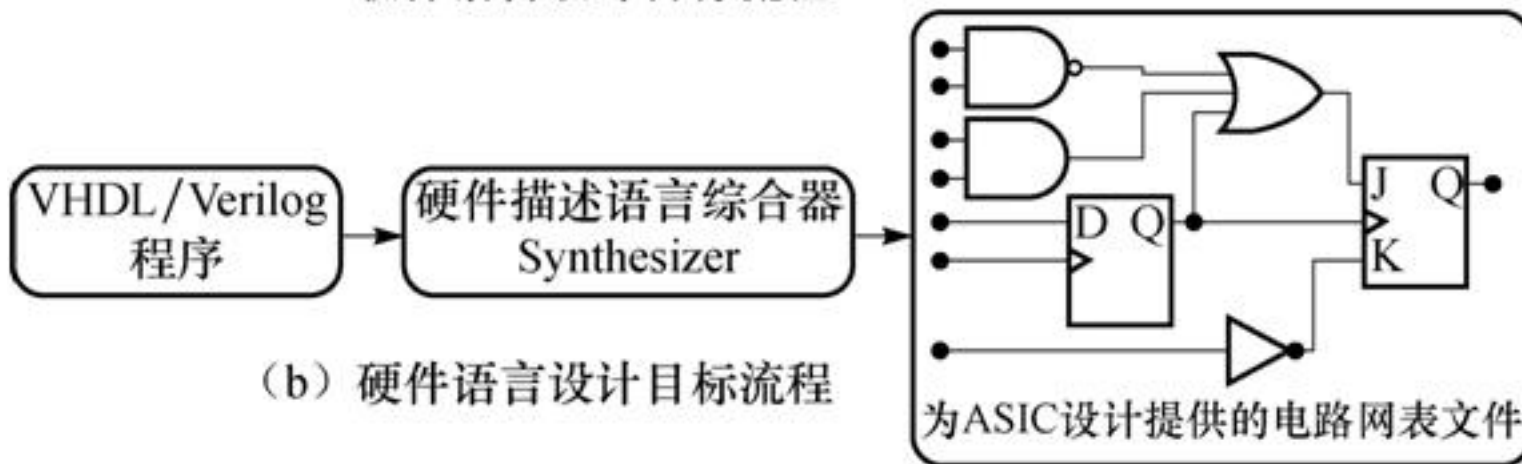 VHDL/Verilog
程序
硬件描述语言综合器
Synthesizer
D Q
J Q
K
(b) 硬件语言设计目标流程
为ASIC设计提供的电路网表文件